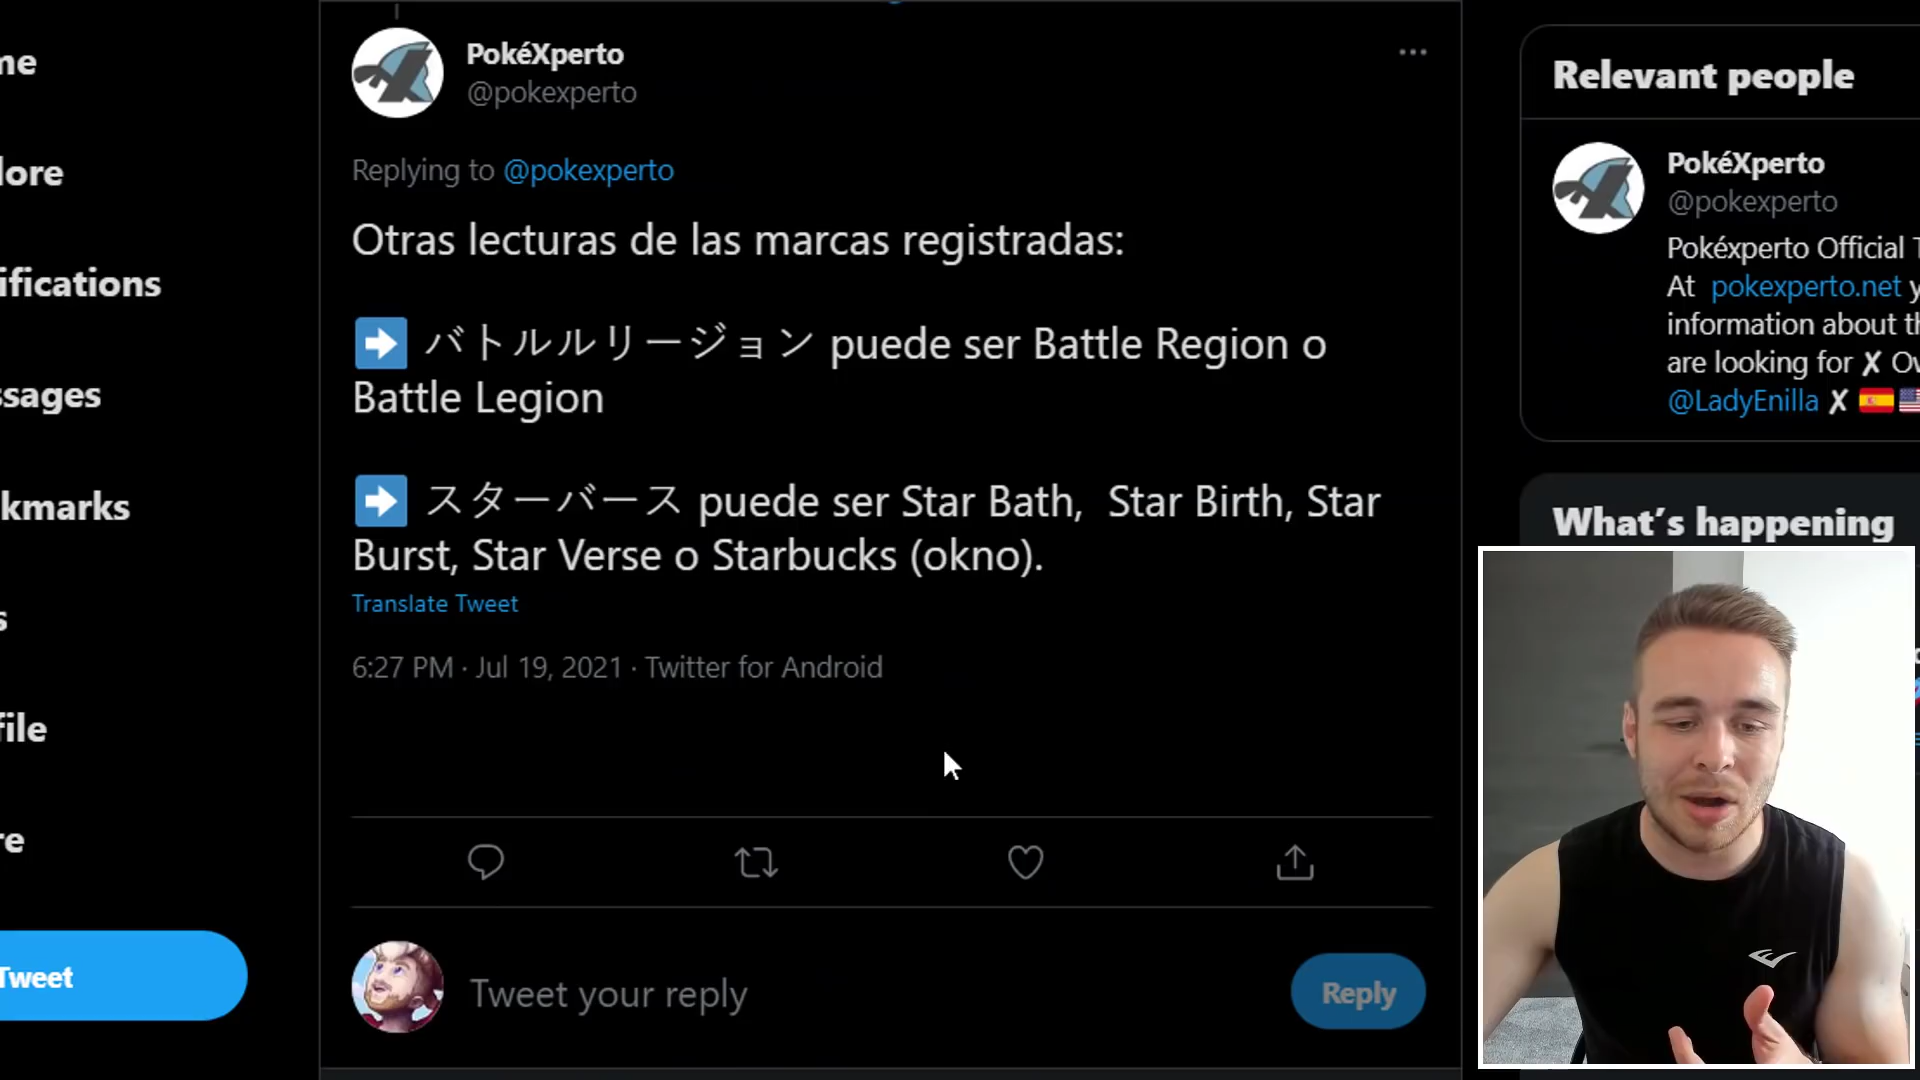 me
lore
ifications
ssages
kmarks
s
file
re
Tweet
PokéXperto
@pokexperto
Replying to @pokexperto
Otras lecturas de las marcas registradas:
➡ バトルルリージョン puede ser Battle Region o
Battle Legion
➡ スターバース puede ser Star Bath,  Star Birth, Star
Burst, Star Verse o Starbucks (okno).
Translate Tweet
6:27 PM · Jul 19, 2021 · Twitter for Android
Tweet your reply
Reply
Relevant people
PokéXperto
@pokexperto
Pokéxperto Official T
At pokexperto.net y
information about th
are looking for ✗ Ov
@LadyEnilla ✗ 🇪🇸
What's happening